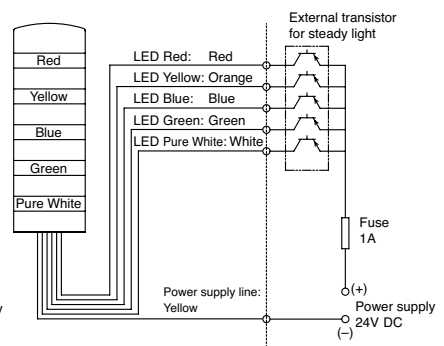 External transistor
for steady light
Red
Yellow
Blue
Green
Pure White
LED Red: Red
LED Yellow: Orange
LED Blue: Blue
LED Green: Green
LED Pure White: White
Fuse
1A
Power supply line:
Yellow
(+)
Power supply
24V DC
(–)
y